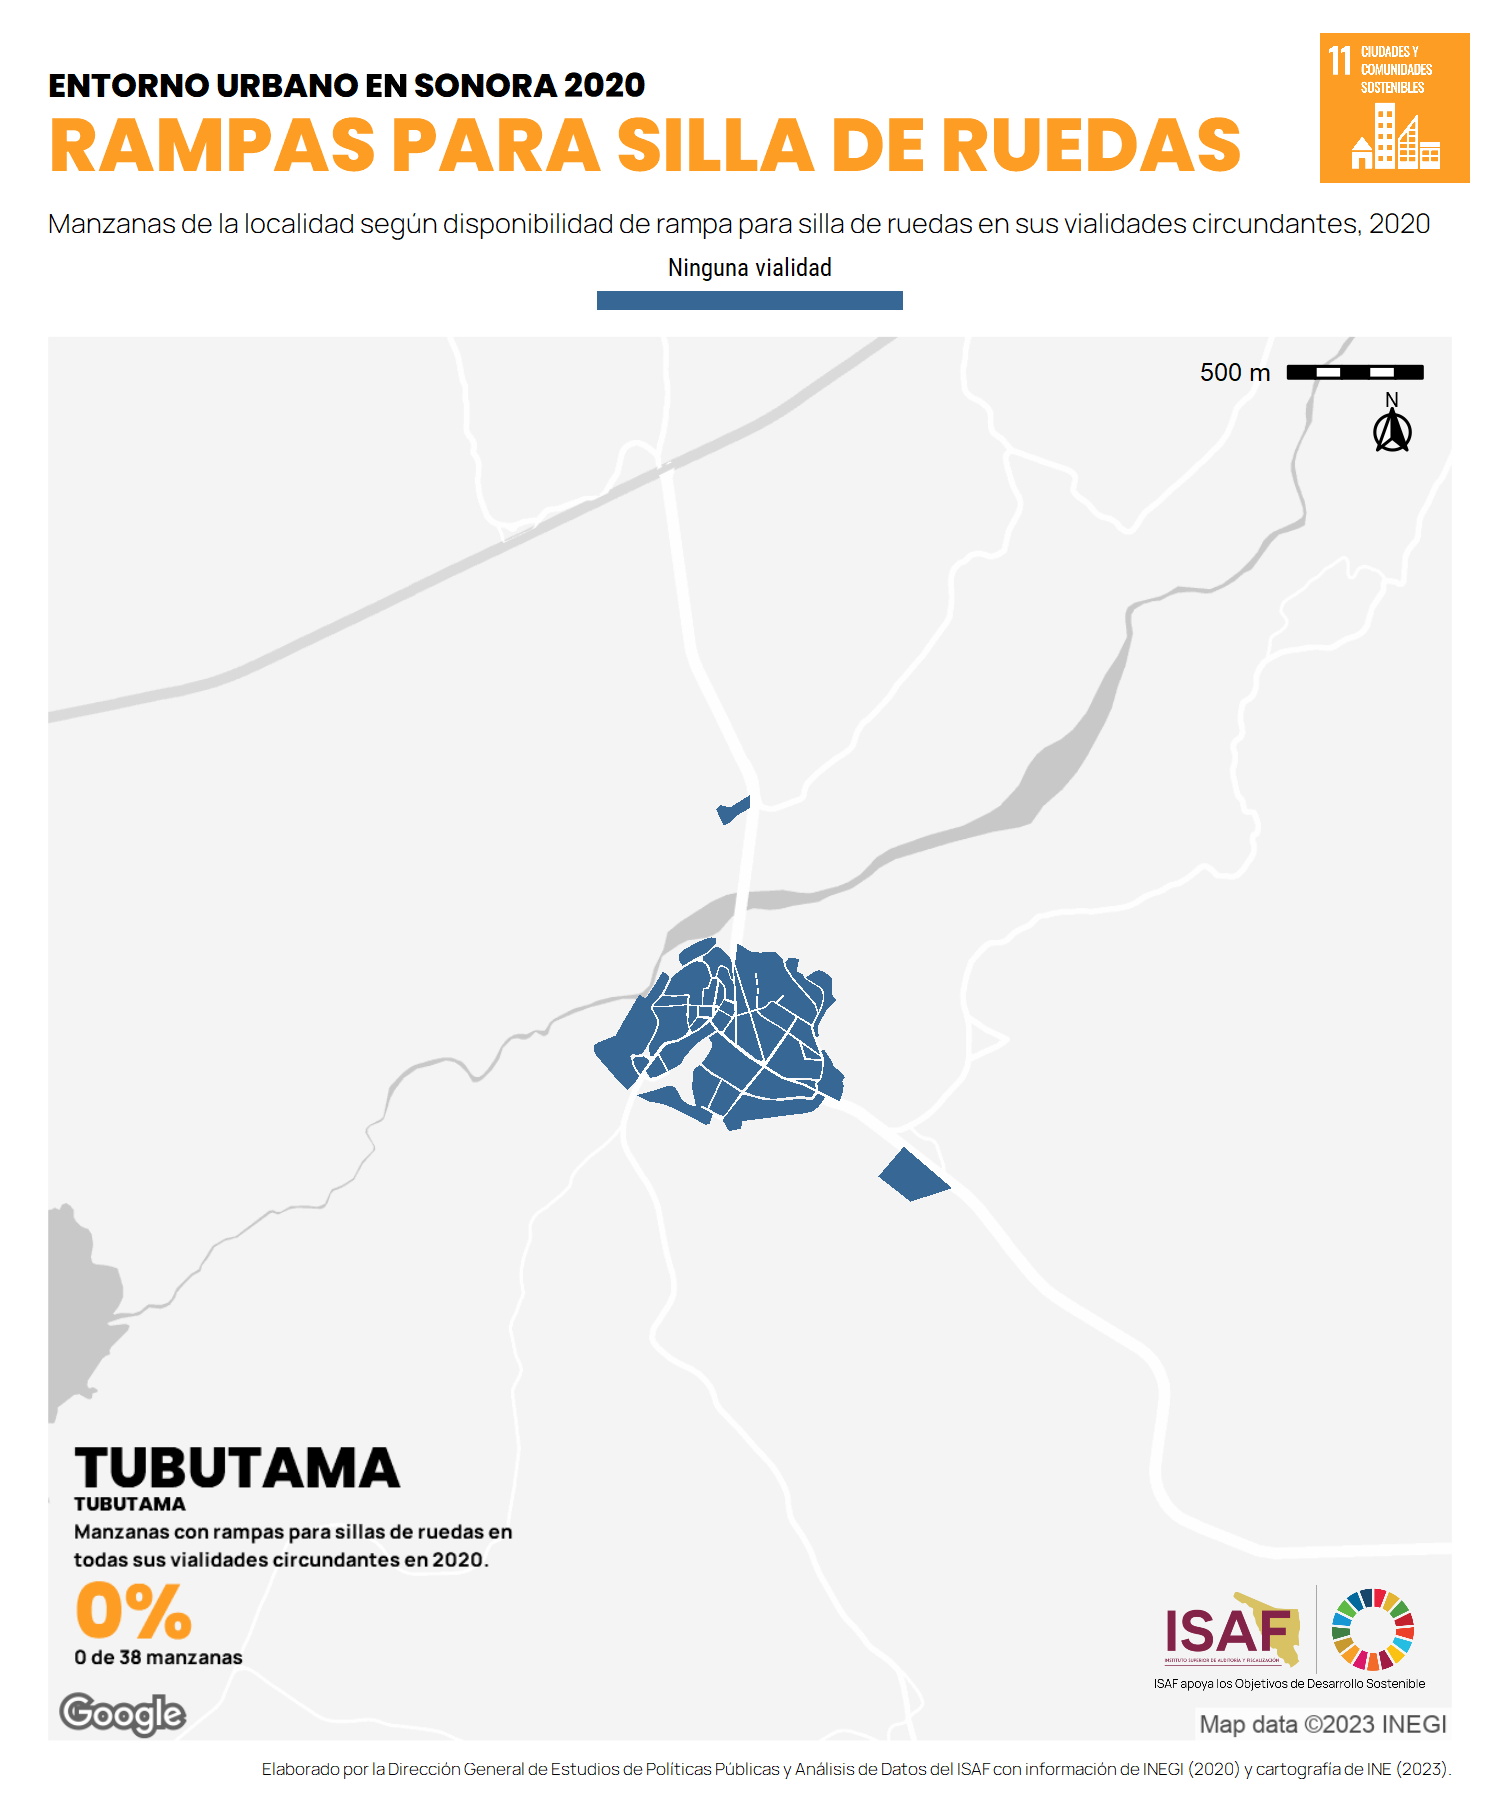 ENTORNO URBANO EN SONORA 2020
RAMPAS PARA SILLA DE RUEDAS
11 CIUDADES Y
COMUNIDADES
SOSTENIBLES
Manzanas de la localidad según disponibilidad de rampa para silla de ruedas en sus vialidades circundantes, 2020
Ninguna vialidad
500 m
N
TUBUTAMA
TUBUTAMA
Manzanas con rampas para sillas de ruedas en
todas sus vialidades circundantes en 2020.
0%
0 de 38 manzanas
ISAF
INSTITUTO SUPERIOR DE AUDITORÍA Y FISCALIZACIÓN
ISAF apoya los Objetivos de Desarrollo Sostenible
Google
Map data ©2023 INEGI
Elaborado por la Dirección General de Estudios de Políticas Públicas y Análisis de Datos del ISAF con información de INEGI (2020) y cartografía de INE (2023).